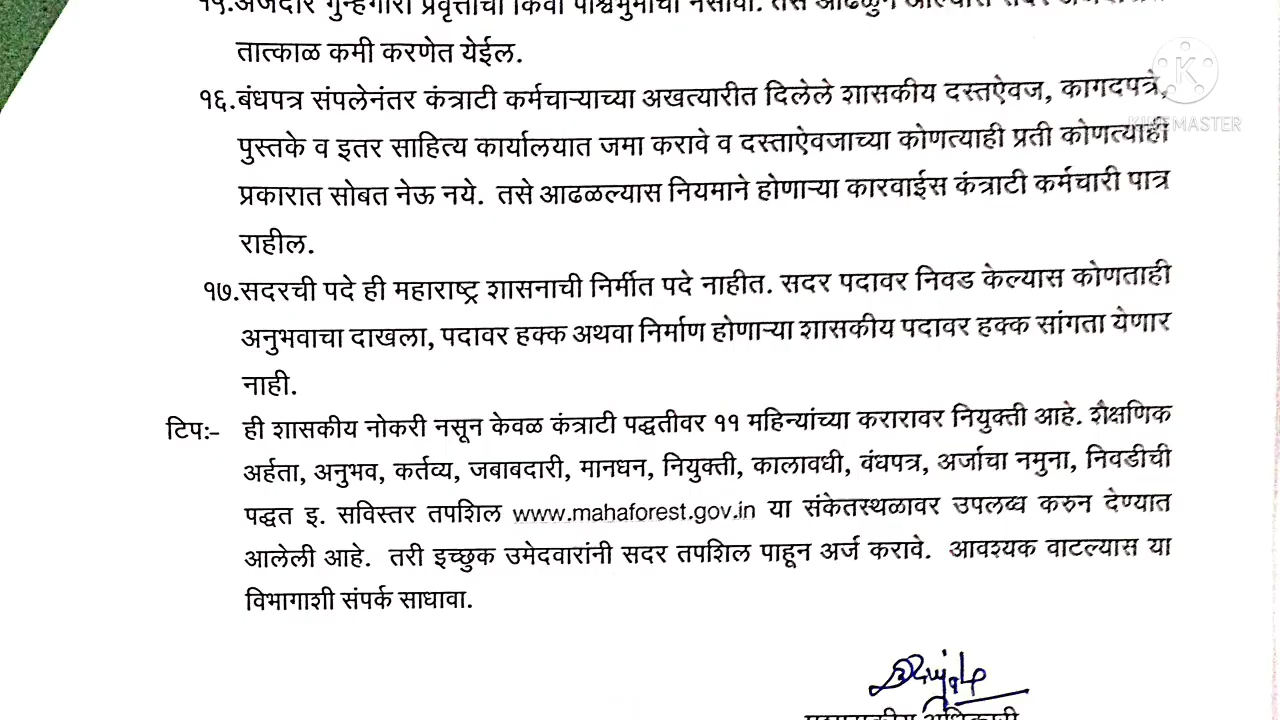 १५.अर्जदार गुन्हेगारी प्रवृत्तीचा किंवा पार्श्वभुमीचा नसावा. तसे आढळुन आल्यास सदर
तात्काळ कमी करणेत येईल.
१६.बंधपत्र संपलेनंतर कंत्राटी कर्मचाऱ्याच्या अखत्यारीत दिलेले शासकीय दस्तऐवज, कागदपत्रे,
पुस्तके व इतर साहित्य कार्यालयात जमा करावे व दस्ताऐवजाच्या कोणत्याही प्रती कोणत्याही
प्रकारात सोबत नेऊ नये. तसे आढळल्यास नियमाने होणाऱ्या कारवाईस कंत्राटी कर्मचारी पात्र
राहील.
१७.सदरची पदे ही महाराष्ट्र शासनाची निर्मीत पदे नाहीत. सदर पदावर निवड केल्यास कोणताही
अनुभवाचा दाखला, पदावर हक्क अथवा निर्माण होणाऱ्या शासकीय पदावर हक्क सांगता येणार
नाही.
टिपः- ही शासकीय नोकरी नसून केवळ कंत्राटी पद्धतीवर ११ महिन्यांच्या करारावर नियुक्ती आहे. शैक्षणिक
अर्हता, अनुभव, कर्तव्य, जबाबदारी, मानधन, नियुक्ती, कालावधी, वंधपत्र, अर्जाचा नमुना, निवडीची
पद्धत इ. सविस्तर तपशिल www.mahaforest.gov.in या संकेतस्थळावर उपलब्ध करुन देण्यात
आलेली आहे. तरी इच्छुक उमेदवारांनी सदर तपशिल पाहून अर्ज करावे. आवश्यक वाटल्यास या
विभागाशी संपर्क साधावा.
KINEMASTER